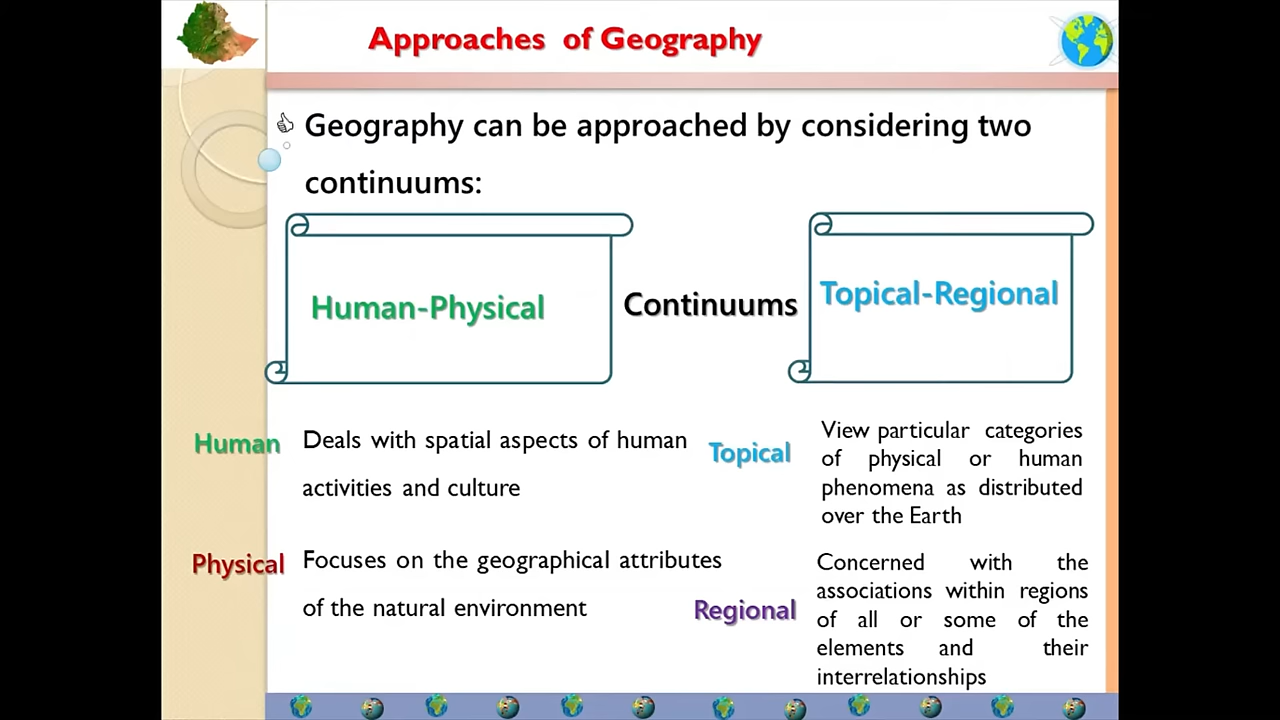 Approaches of Geography
Geography can be approached by considering two
continuums:
Human-Physical
Continuums
Topical-Regional
Human
Deals with spatial aspects of human
activities and culture
Physical
Focuses on the geographical attributes
of the natural environment
Topical
View particular categories
of physical or human
phenomena as distributed
over the Earth
Regional
Concerned with the
associations within regions
of all or some of the
elements and their
interrelationships